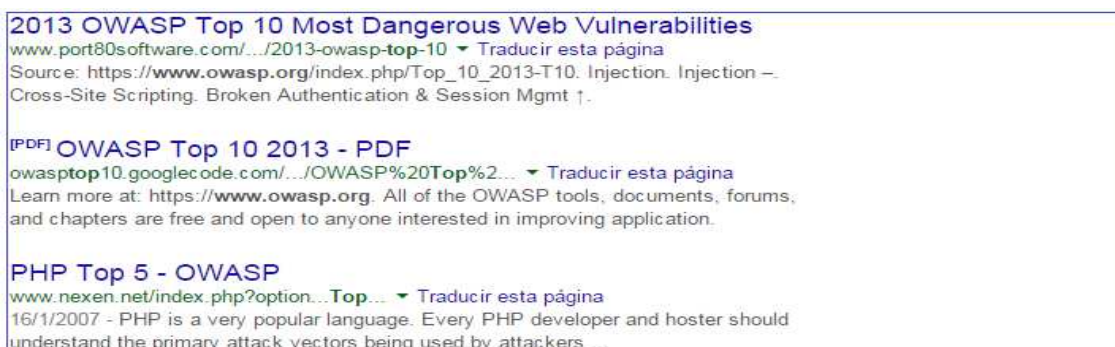 2013 OWASP Top 10 Most Dangerous Web Vulnerabilities
www.port80software.com/.../2013-owasp-top-10 ▾ Traducir esta página
Source: https://www.owasp.org/index.php/Top_10_2013-T10. Injection. Injection –.
Cross-Site Scripting. Broken Authentication & Session Mgmt ↑.
[PDF] OWASP Top 10 2013 - PDF
owasptop10.googlecode.com/.../OWASP%20Top%2... ▾ Traducir esta página
Learn more at: https://www.owasp.org. All of the OWASP tools, documents, forums,
and chapters are free and open to anyone interested in improving application.
PHP Top 5 - OWASP
www.nexen.net/index.php?option...Top... ▾ Traducir esta página
16/1/2007 - PHP is a very popular language. Every PHP developer and hoster should
understand the primary attack vectors being used by attackers ...